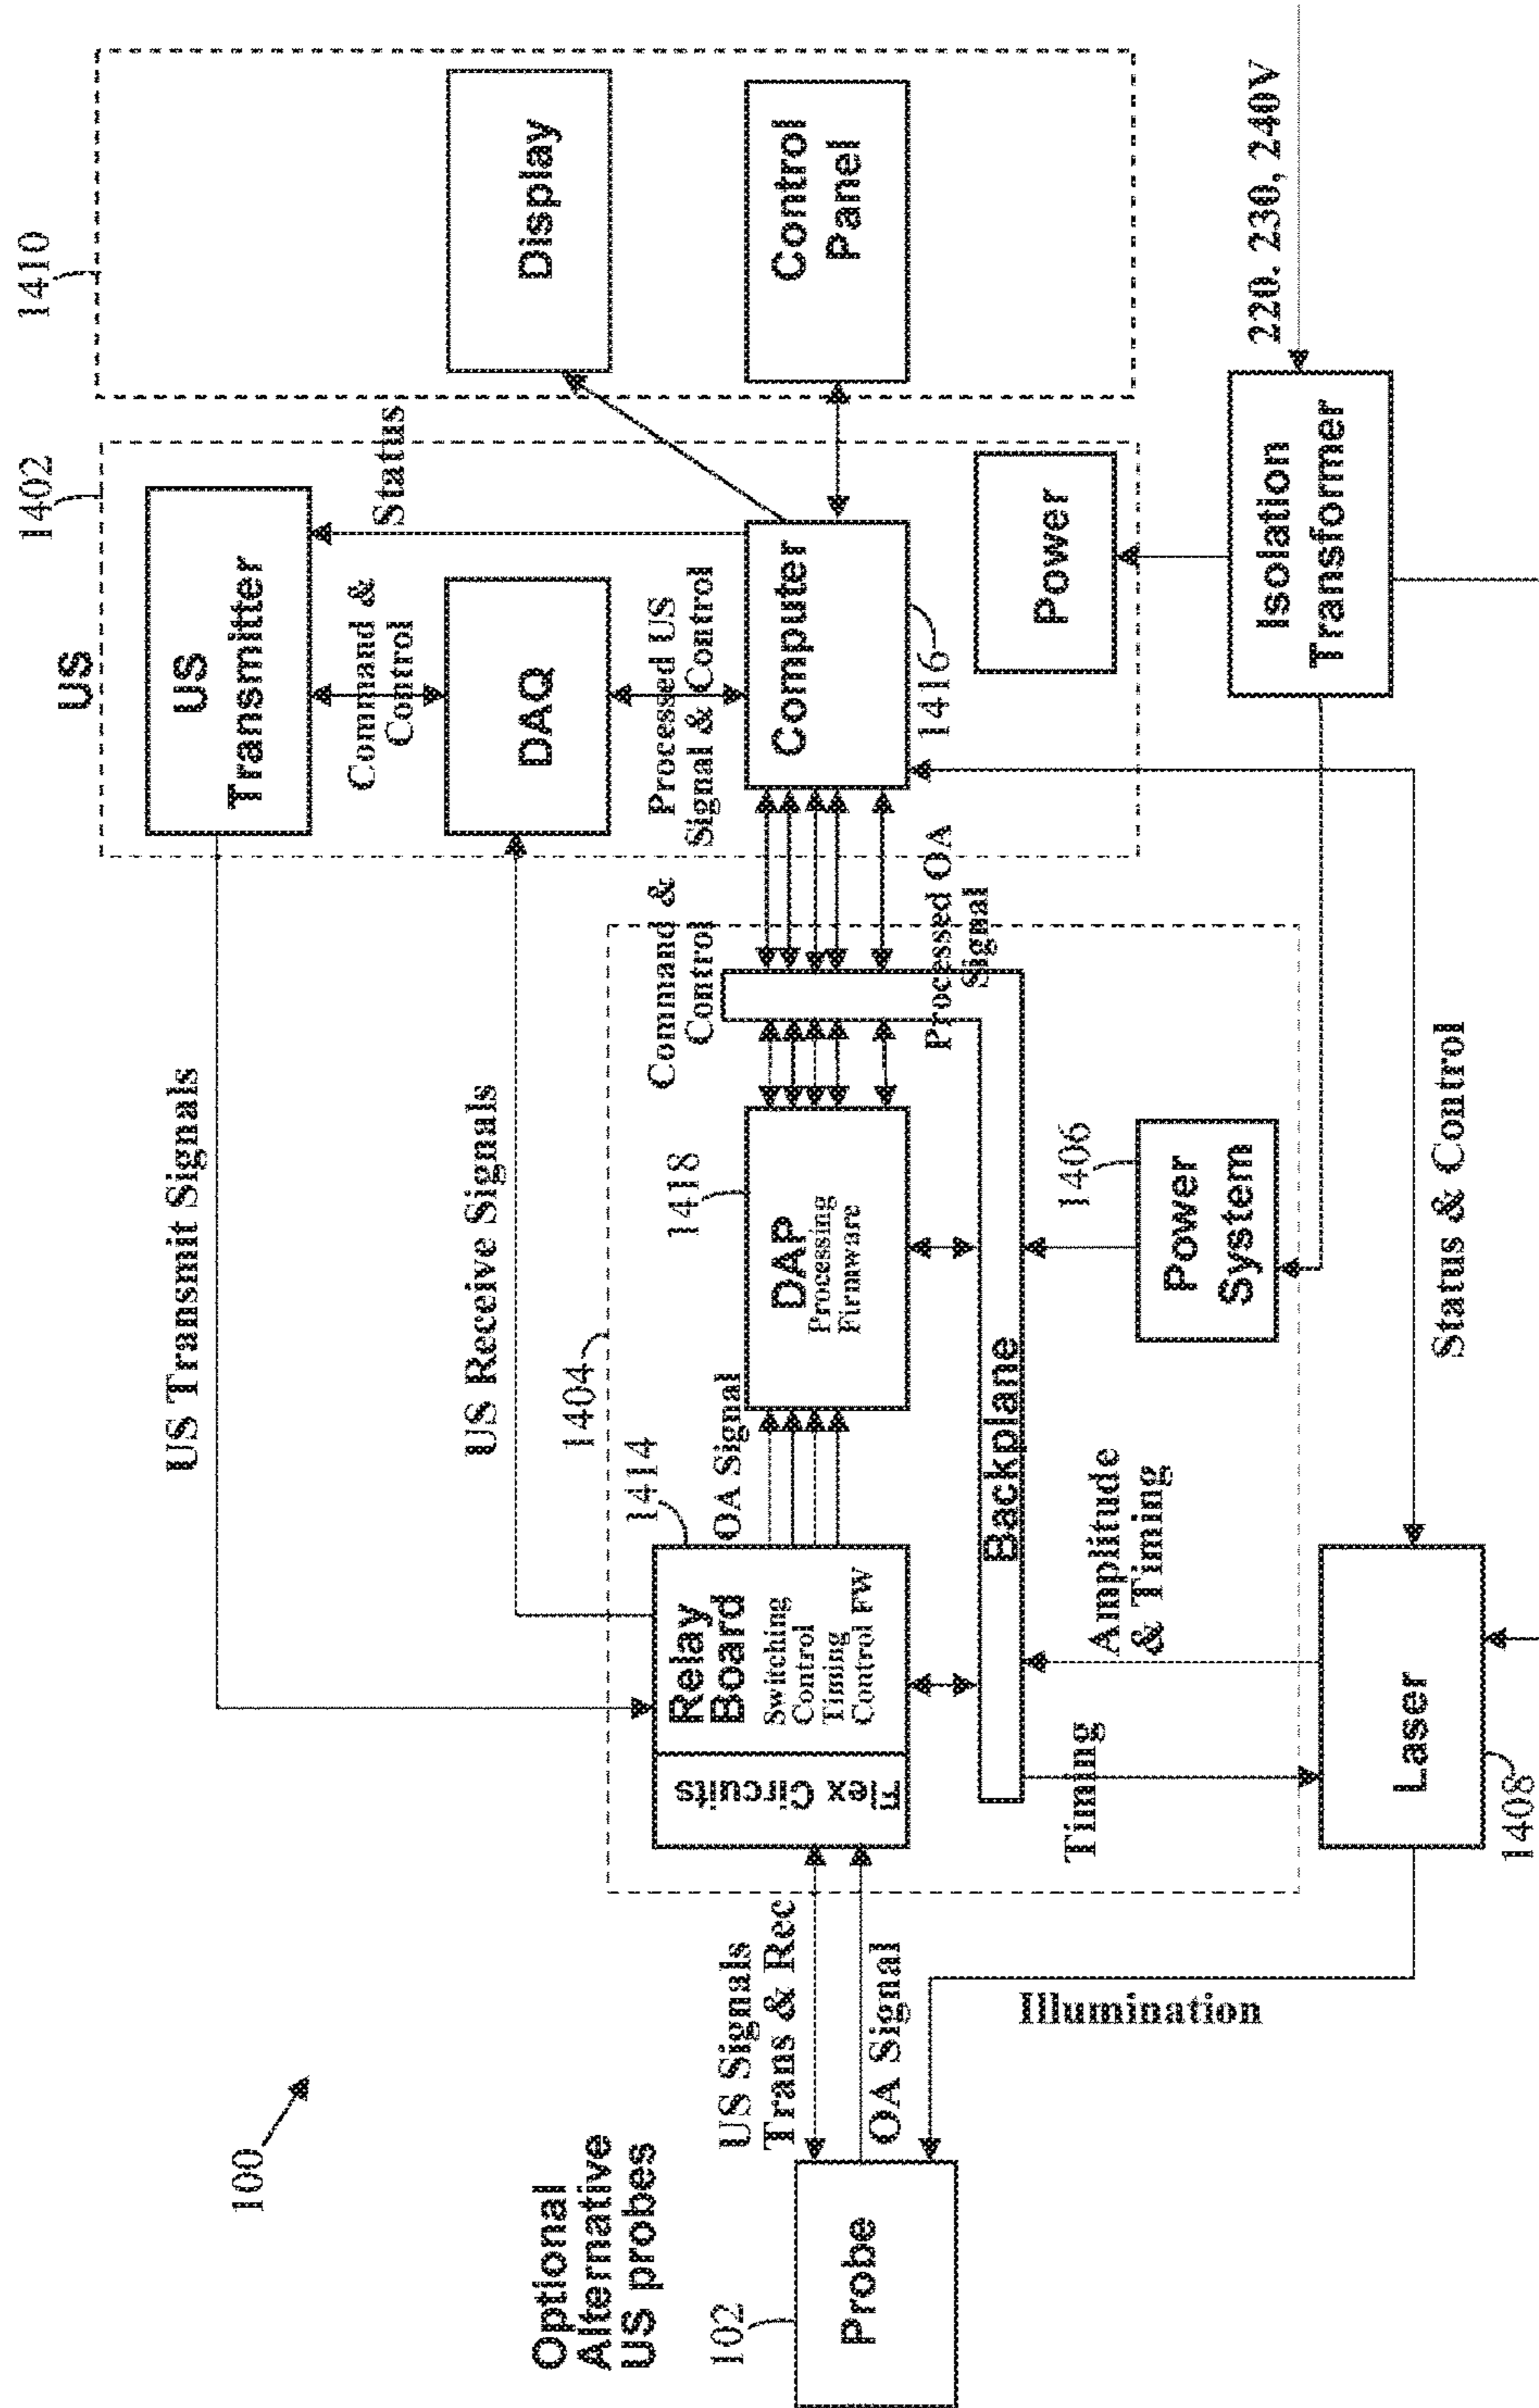 100
Optional
Alternative
US probes
102
Probe
US Signals
Trans & Rec
OA Signal
Illumination
US Transmit Signals
US Receive Signals
1404
1414
Flex Circuits
Relay
Board
Switching
Control
Timing
Control FW
OA Signal
1418
DAP
Processing
Firmware
Command &
Control
Processed OA
Signal
Backplane
Timing
Amplitude
& Timing
1406
Power
System
Laser
1408
Status & Control
US
1402
US
Transmitter
Command &
Control
Status
DAQ
Processed US
Signal & Control
Computer
1416
Power
Isolation
Transformer
220. 230, 240V
1410
Display
Control
Panel